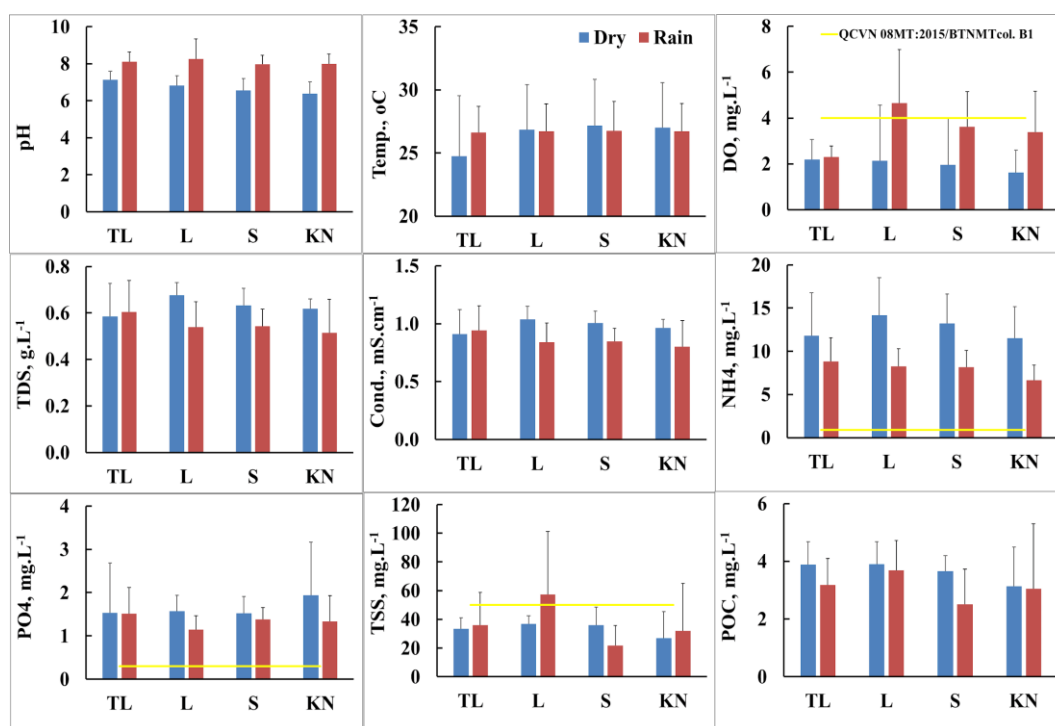 10
8
6
4
2
0
pH
TL L S KN
Dry Rain
35
30
25
20
Temp., oC
TL L S KN
QCVN 08MT:2015/BTNMTcol. B1
8
6
4
2
0
DO, mg.L-1
TL L S KN
0.8
0.6
0.4
0.2
0.0
TDS, g.L-1
TL L S KN
1.5
1.0
0.5
0.0
Cond., mS.cm-1
TL L S KN
20
15
10
5
0
NH4, mg.L-1
TL L S KN
4
3
2
1
0
PO4, mg.L-1
TL L S KN
120
100
80
60
40
20
0
TSS, mg.L-1
TL L S KN
6
4
2
0
POC, mg.L-1
TL L S KN